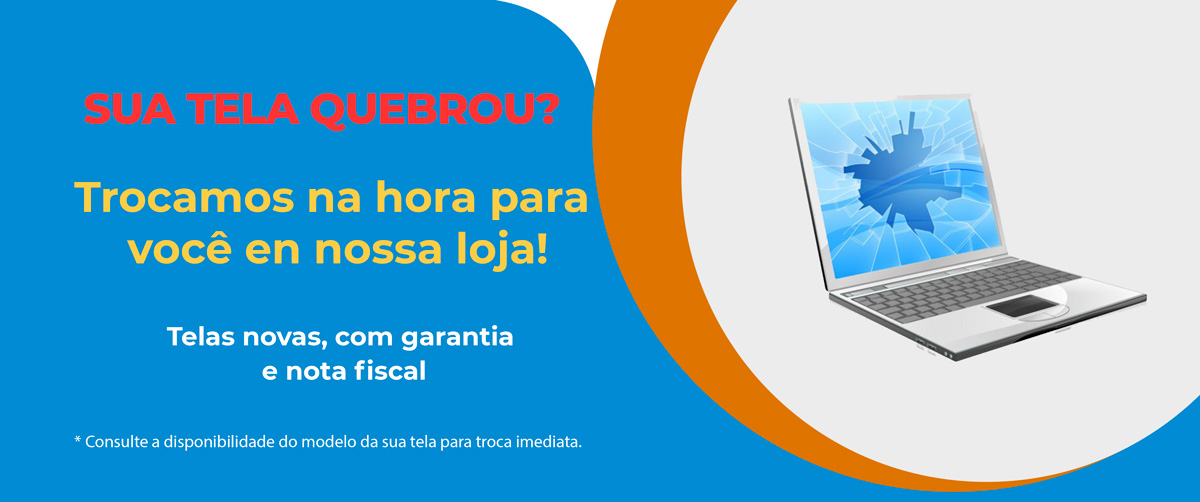 SUA TELA QUEBROU?
Trocamos na hora para
você en nossa loja!
Telas novas, com garantia
e nota fiscal
* Consulte a disponibilidade do modelo da sua tela para troca imediata.